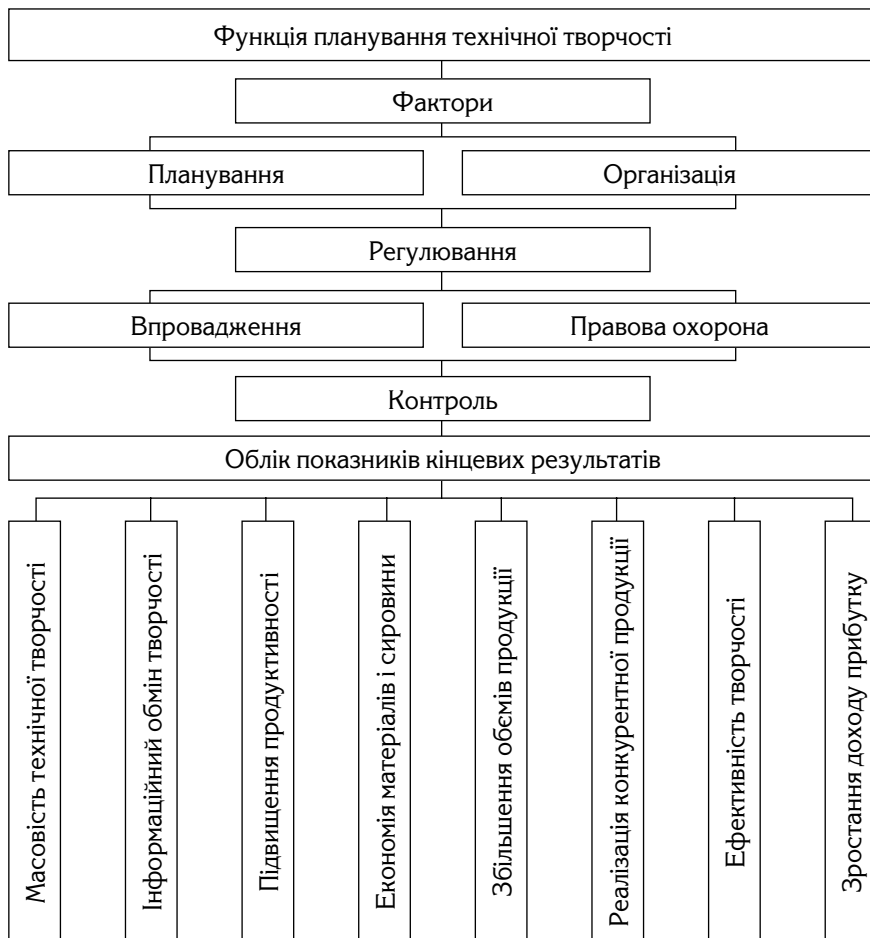 Функція планування технічної творчості
Фактори
Планування
Організація
Регулювання
Впровадження
Правова охорона
Контроль
Облік показників кінцевих результатів
Масовість технічної творчості
Інформаційний обмін творчості
Підвищення продуктивності
Економія матеріалів і сировини
Збільшення обємів продукції
Реалізація конкурентної продукції
Ефективність творчості
Зростання доходу прибутку